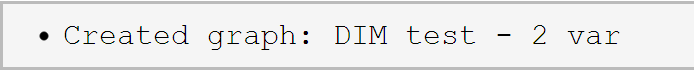 • Created graph: DIM test - 2 var